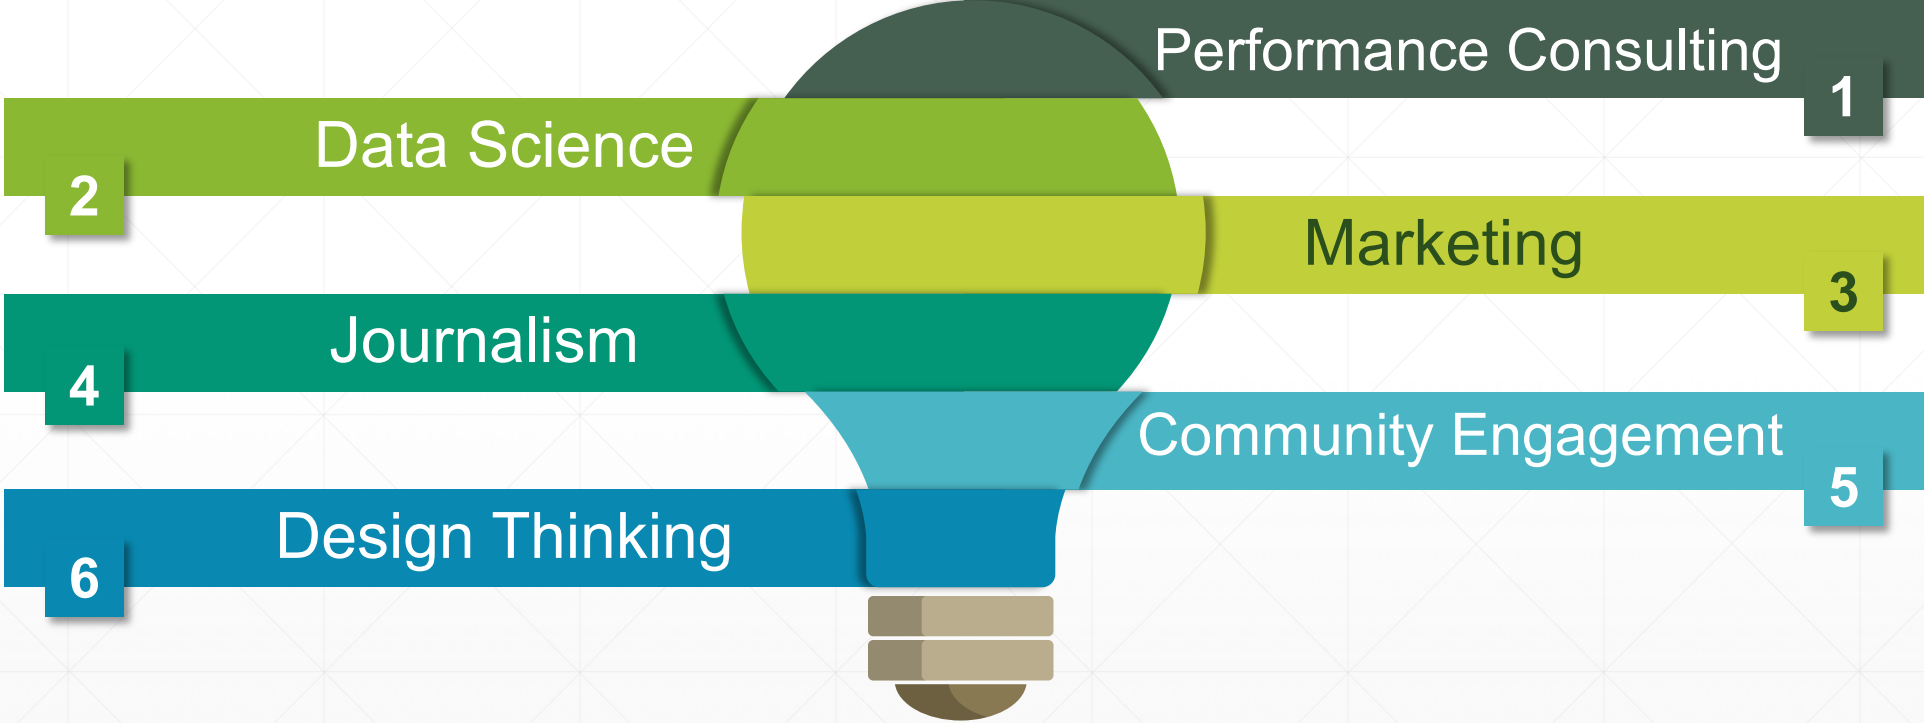 Performance Consulting
1
Data Science
2
Marketing
3
Journalism
4
Community Engagement
5
Design Thinking
6